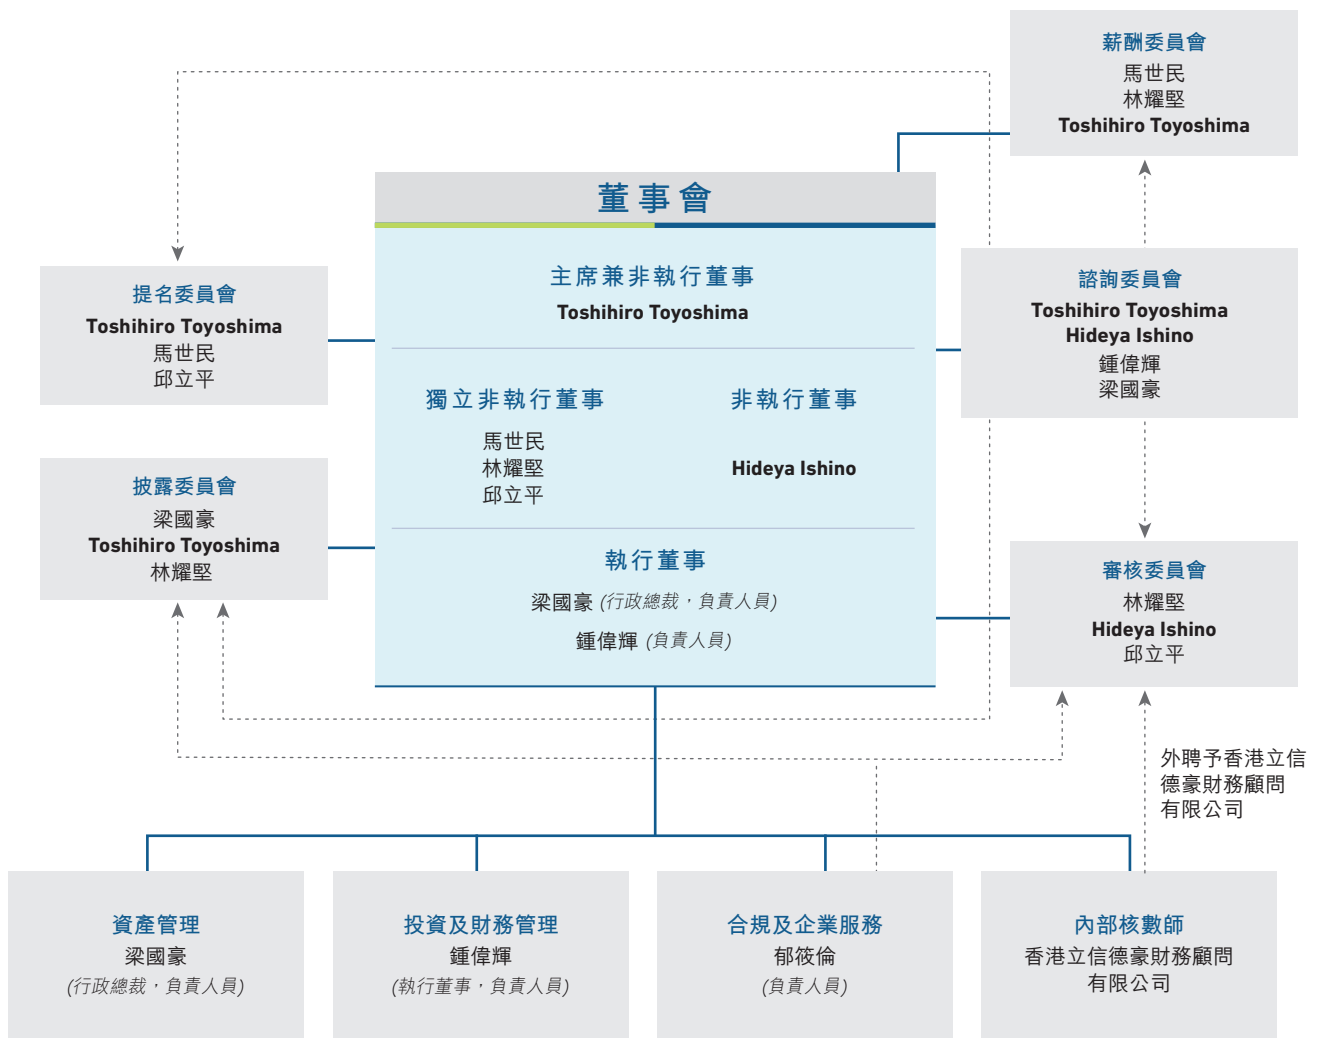 薪酬委員會
馬世民
林耀堅
Toshihiro Toyoshima
董事會
主席兼非執行董事
Toshihiro Toyoshima
獨立非執行董事
馬世民
林耀堅
邱立平
非執行董事
Hideya Ishino
執行董事
梁國豪 (行政總裁，負責人員)
鍾偉輝 (負責人員)
提名委員會
Toshihiro Toyoshima
馬世民
邱立平
披露委員會
梁國豪
Toshihiro Toyoshima
林耀堅
諮詢委員會
Toshihiro Toyoshima
Hideya Ishino
鍾偉輝
梁國豪
審核委員會
林耀堅
Hideya Ishino
邱立平
外聘予香港立信
德豪財務顧問
有限公司
資產管理
梁國豪
(行政總裁，負責人員)
投資及財務管理
鍾偉輝
(執行董事，負責人員)
合規及企業服務
郁筱倫
(負責人員)
內部核數師
香港立信德豪財務顧問
有限公司